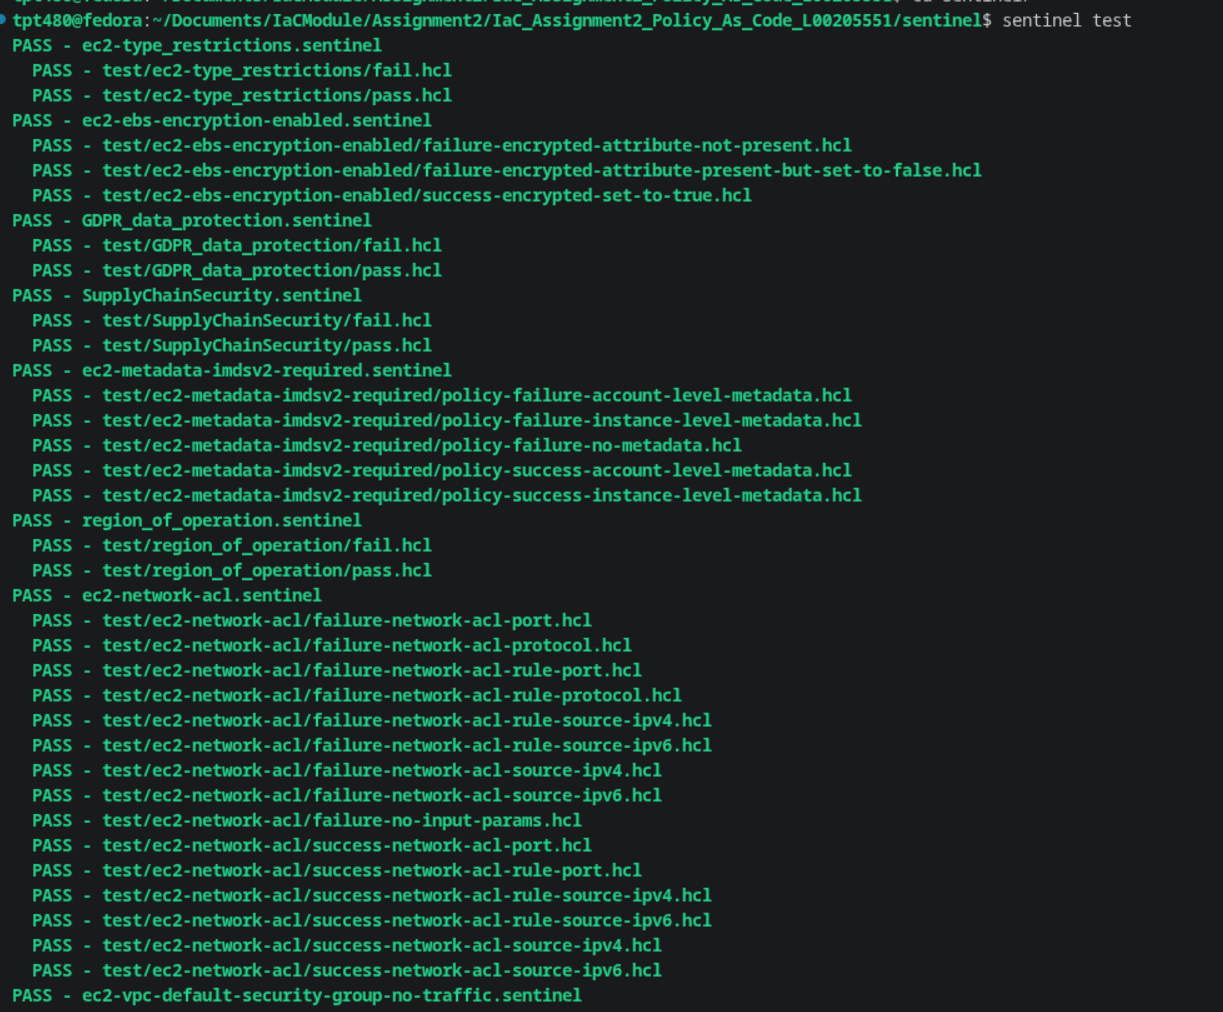 tpt480@fedora:~/Documents/IaCModule/Assignment2/IaC_Assignment2_Policy_As_Code_L00205551/sentinel$ sentinel test
PASS - ec2-type_restrictions.sentinel
PASS - test/ec2-type_restrictions/fail.hcl
PASS - test/ec2-type_restrictions/pass.hcl
PASS - ec2-ebs-encryption-enabled.sentinel
PASS - test/ec2-ebs-encryption-enabled/failure-encrypted-attribute-not-present.hcl
PASS - test/ec2-ebs-encryption-enabled/failure-encrypted-attribute-present-but-set-to-false.hcl
PASS - test/ec2-ebs-encryption-enabled/success-encrypted-set-to-true.hcl
PASS - GDPR_data_protection.sentinel
PASS - test/GDPR_data_protection/fail.hcl
PASS - test/GDPR_data_protection/pass.hcl
PASS - SupplyChainSecurity.sentinel
PASS - test/SupplyChainSecurity/fail.hcl
PASS - test/SupplyChainSecurity/pass.hcl
PASS - ec2-metadata-imdsv2-required.sentinel
PASS - test/ec2-metadata-imdsv2-required/policy-failure-account-level-metadata.hcl
PASS - test/ec2-metadata-imdsv2-required/policy-failure-instance-level-metadata.hcl
PASS - test/ec2-metadata-imdsv2-required/policy-failure-no-metadata.hcl
PASS - test/ec2-metadata-imdsv2-required/policy-success-account-level-metadata.hcl
PASS - test/ec2-metadata-imdsv2-required/policy-success-instance-level-metadata.hcl
PASS - region_of_operation.sentinel
PASS - test/region_of_operation/fail.hcl
PASS - test/region_of_operation/pass.hcl
PASS - ec2-network-acl.sentinel
PASS - test/ec2-network-acl/failure-network-acl-port.hcl
PASS - test/ec2-network-acl/failure-network-acl-protocol.hcl
PASS - test/ec2-network-acl/failure-network-acl-rule-port.hcl
PASS - test/ec2-network-acl/failure-network-acl-rule-protocol.hcl
PASS - test/ec2-network-acl/failure-network-acl-rule-source-ipv4.hcl
PASS - test/ec2-network-acl/failure-network-acl-rule-source-ipv6.hcl
PASS - test/ec2-network-acl/failure-network-acl-source-ipv4.hcl
PASS - test/ec2-network-acl/failure-network-acl-source-ipv6.hcl
PASS - test/ec2-network-acl/failure-no-input-params.hcl
PASS - test/ec2-network-acl/success-network-acl-port.hcl
PASS - test/ec2-network-acl/success-network-acl-rule-port.hcl
PASS - test/ec2-network-acl/success-network-acl-rule-source-ipv4.hcl
PASS - test/ec2-network-acl/success-network-acl-rule-source-ipv6.hcl
PASS - test/ec2-network-acl/success-network-acl-source-ipv4.hcl
PASS - test/ec2-network-acl/success-network-acl-source-ipv6.hcl
PASS - ec2-vpc-default-security-group-no-traffic.sentinel